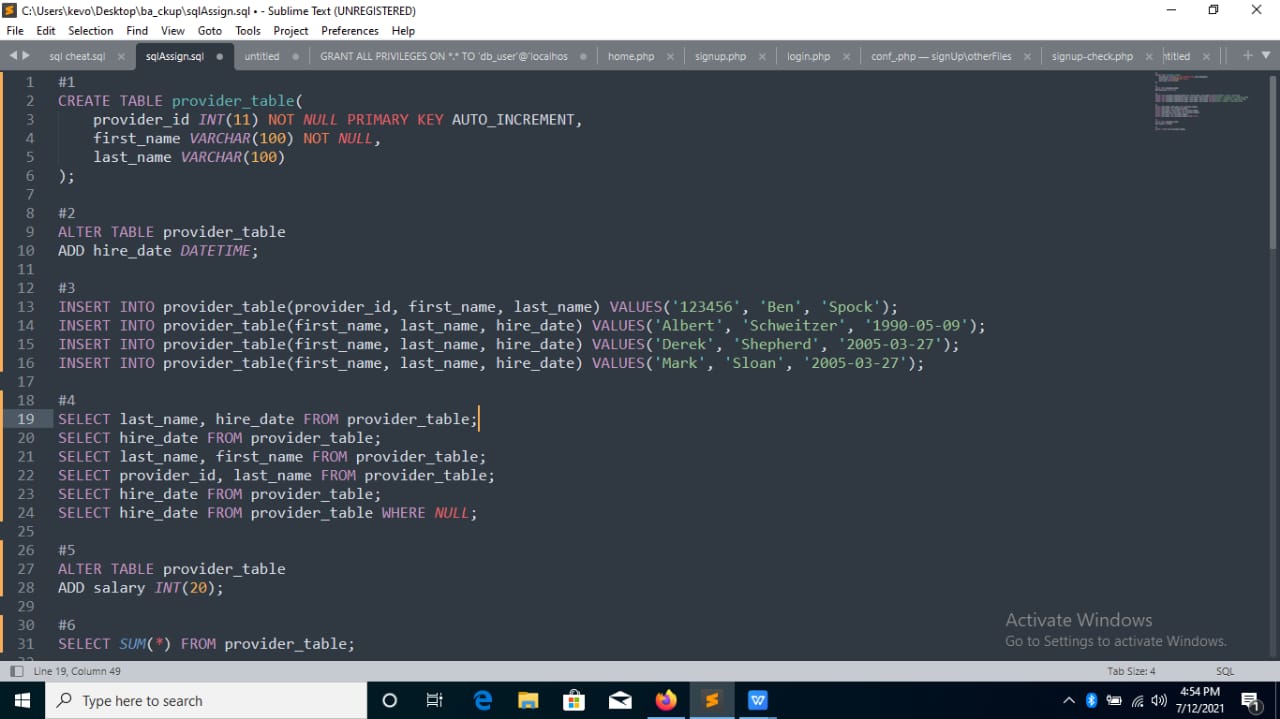 C:\Users\kevo\Desktop\ba_ckup\sqlAssign.sql • - Sublime Text (UNREGISTERED)
File Edit Selection Find View Goto Tools Project Preferences Help
sql cheat.sql sqlAssign.sql untitled GRANT ALL PRIVILEGES ON *.* TO 'db_user'@'localhos home.php signup.php login.php conf_.php — signUp\otherFiles signup-check.php ntitled
1 #1
2 CREATE TABLE provider_table(
3 provider_id INT(11) NOT NULL PRIMARY KEY AUTO_INCREMENT,
4 first_name VARCHAR(100) NOT NULL,
5 last_name VARCHAR(100)
6 );
7
8 #2
9 ALTER TABLE provider_table
10 ADD hire_date DATETIME;
11
12 #3
13 INSERT INTO provider_table(provider_id, first_name, last_name) VALUES('123456', 'Ben', 'Spock');
14 INSERT INTO provider_table(first_name, last_name, hire_date) VALUES('Albert', 'Schweitzer', '1990-05-09');
15 INSERT INTO provider_table(first_name, last_name, hire_date) VALUES('Derek', 'Shepherd', '2005-03-27');
16 INSERT INTO provider_table(first_name, last_name, hire_date) VALUES('Mark', 'Sloan', '2005-03-27');
17
18 #4
19 SELECT last_name, hire_date FROM provider_table;
20 SELECT hire_date FROM provider_table;
21 SELECT last_name, first_name FROM provider_table;
22 SELECT provider_id, last_name FROM provider_table;
23 SELECT hire_date FROM provider_table;
24 SELECT hire_date FROM provider_table WHERE NULL;
25
26 #5
27 ALTER TABLE provider_table
28 ADD salary INT(20);
29
30 #6
31 SELECT SUM(*) FROM provider_table;
Activate Windows
Go to Settings to activate Windows.
Line 19, Column 49 Tab Size: 4 SQL
Type here to search
4:54 PM
7/12/2021
1